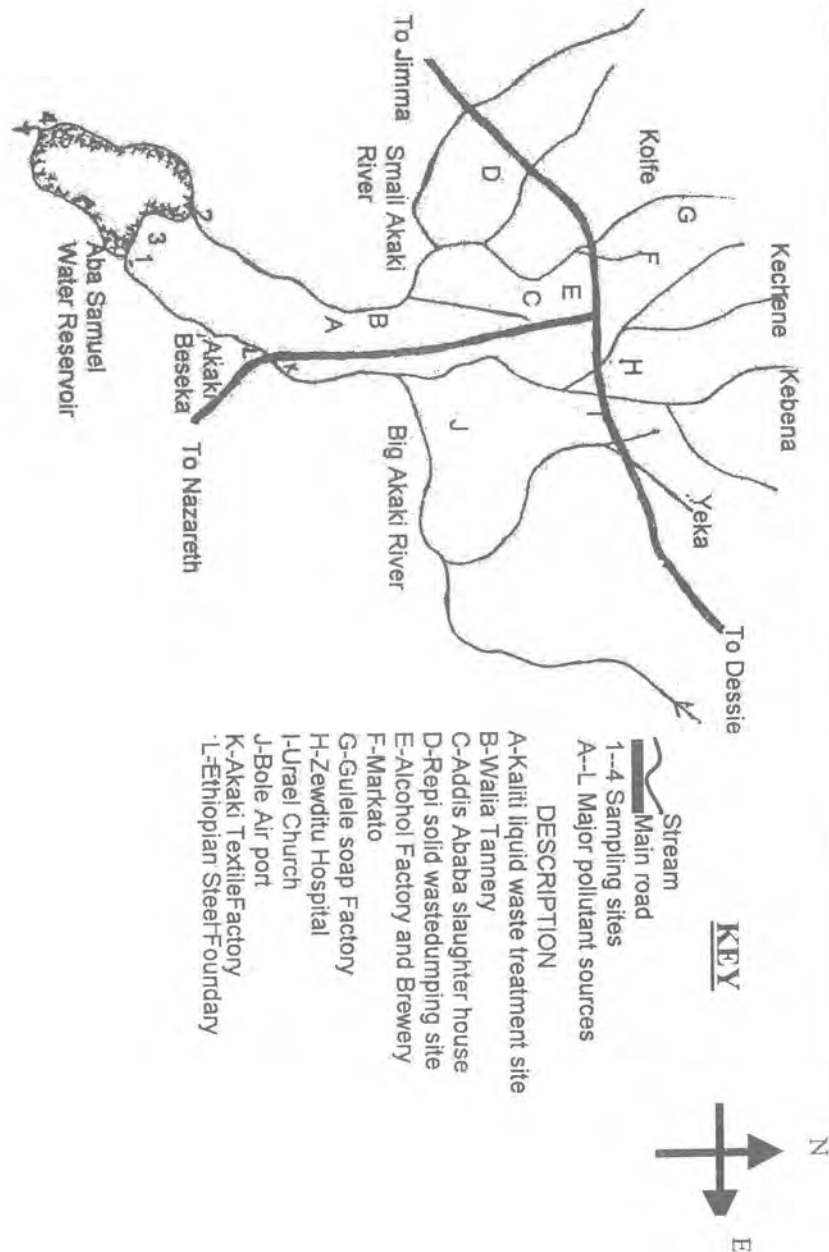 To Jimma
Small Akaki
River
Kolfe
D
G
F
C
E
Kechene
Kebena
H
I
Yeka
To Dessie
4
3
2
1
Aba Samuel
Water Reservoir
A
B
J
Big Akaki River
L
K
Akaki
Beseka
To Nazareth
KEY
Stream
Main road
1--4 Sampling sites
A--L Major pollutant sources
DESCRIPTION
A-Kaliti liquid waste treatment site
B-Walia Tannery
C-Addis Ababa slaughter house
D-Repi solid wastedumping site
E-Alcohol Factory and Brewery
F-Markato
G-Gulele soap Factory
H-Zewditu Hospital
I-Urael Church
J-Bole Air port
K-Akaki TextileFactory
L-Ethiopian Steel Foundary
N
E